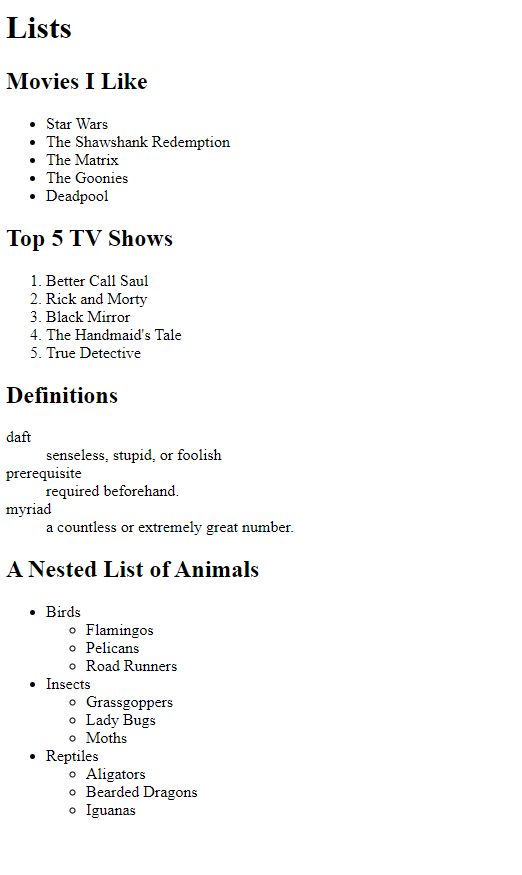 Lists
Movies I Like
Star Wars
The Shawshank Redemption
The Matrix
The Goonies
Deadpool
Top 5 TV Shows
1. Better Call Saul
2. Rick and Morty
3. Black Mirror
4. The Handmaid's Tale
5. True Detective
Definitions
daft
senseless, stupid, or foolish
prerequisite
required beforehand.
myriad
a countless or extremely great number.
A Nested List of Animals
Birds
Flamingos
Pelicans
Road Runners
Insects
Grassgoppers
Lady Bugs
Moths
Reptiles
Aligators
Bearded Dragons
Iguanas